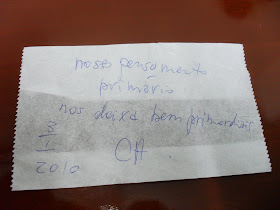 nosso pensamento
primário
nos deixa bem primordiais
CH
2010